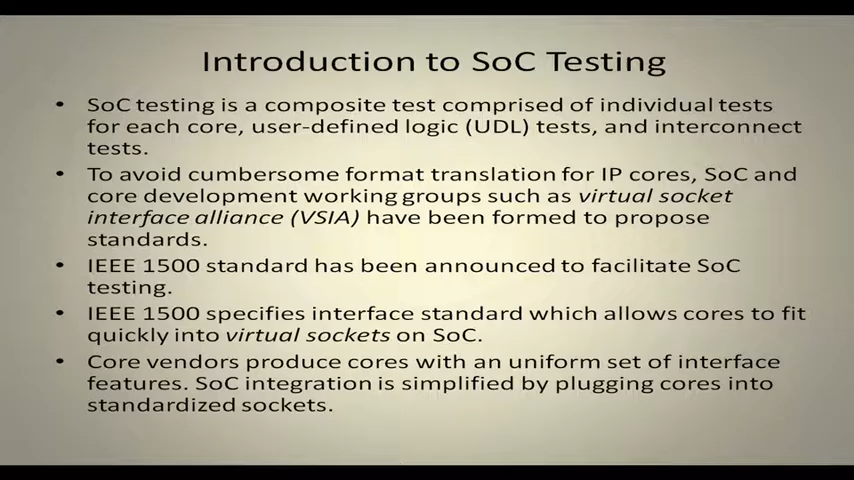 Introduction to SoC Testing
• SoC testing is a composite test comprised of individual tests
for each core, user-defined logic (UDL) tests, and interconnect
tests.
• To avoid cumbersome format translation for IP cores, SoC and
core development working groups such as virtual socket
interface alliance (VSIA) have been formed to propose
standards.
• IEEE 1500 standard has been announced to facilitate SoC
testing.
• IEEE 1500 specifies interface standard which allows cores to fit
quickly into virtual sockets on SoC.
• Core vendors produce cores with an uniform set of interface
features. SoC integration is simplified by plugging cores into
standardized sockets.